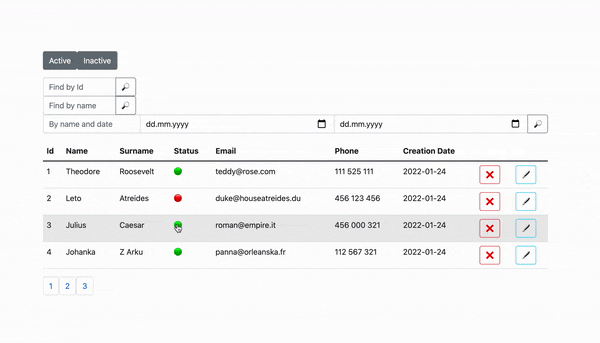 Active Inactive
Find by Id
Find by name
By name and date dd.mm.yyyy dd.mm.yyyy
Id Name Surname Status Email Phone Creation Date
1 Theodore Roosevelt teddy@rose.com 111 525 111 2022-01-24
2 Leto Atreides duke@houseatreides.du 456 123 456 2022-01-24
3 Julius Caesar roman@empire.it 456 000 321 2022-01-24
4 Johanka Z Arku panna@orleanska.fr 112 567 321 2022-01-24
1 2 3